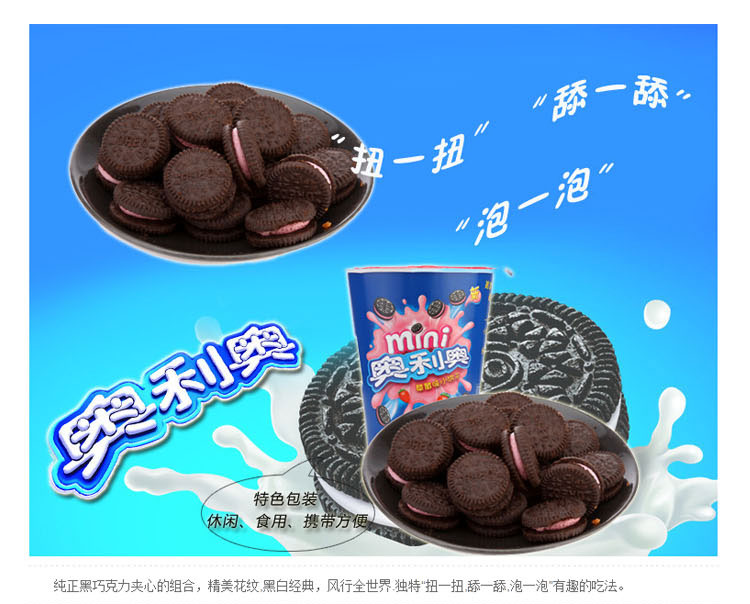 “舔一舔”
“扭一扭”
“泡一泡”
mini
奥利奥
奥利奥
特色包装
休闲、食用、携带方便
纯正黑巧克力夹心的组合，精美花纹.黑白经典，风行全世界.独特“扭一扭,舔一舔,泡一泡”有趣的吃法。